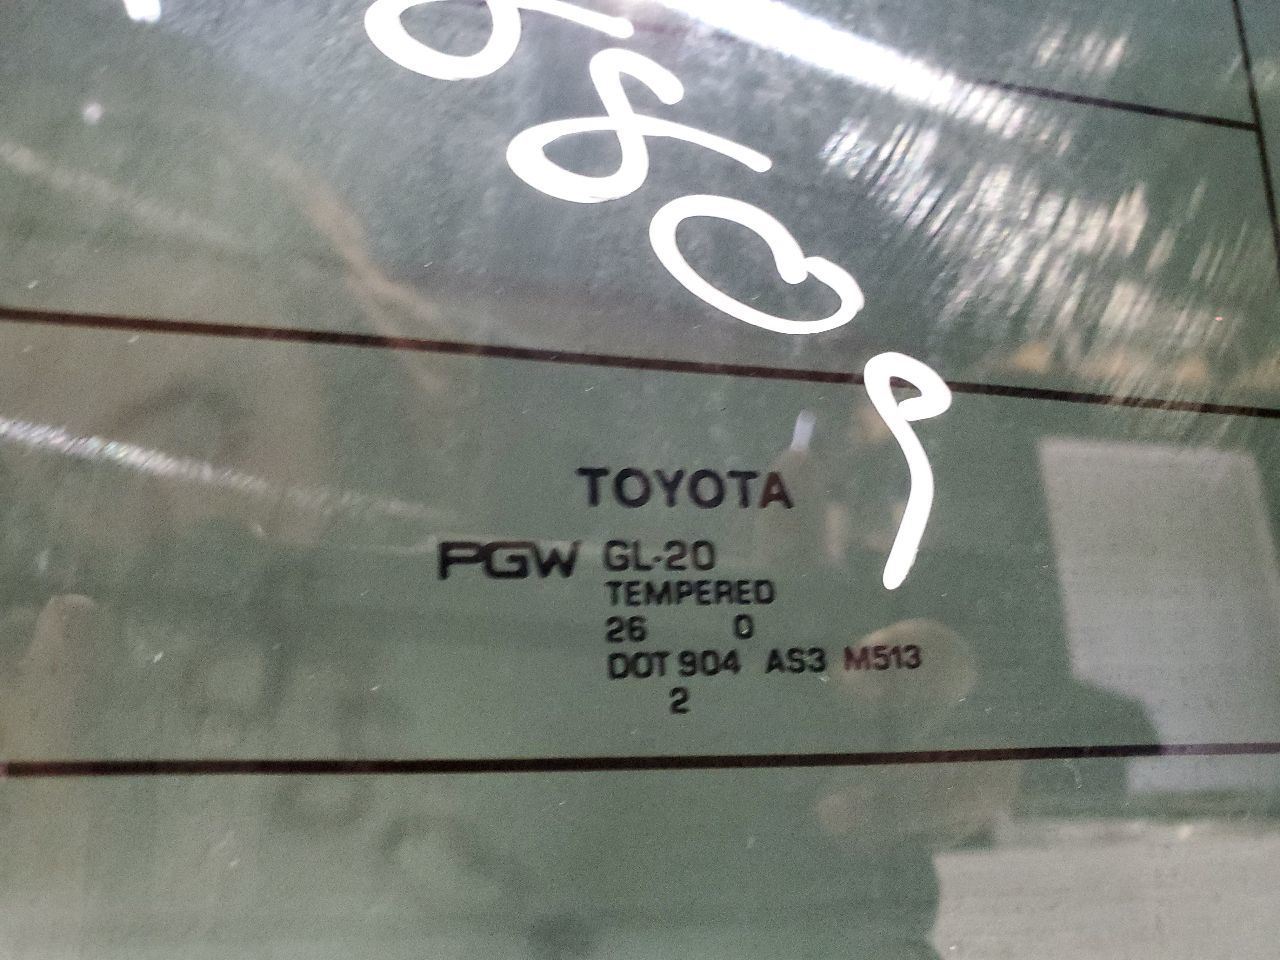 TOYOTA
PGW GL-20
TEMPERED
26 0
DOT 904 AS3 M513
2